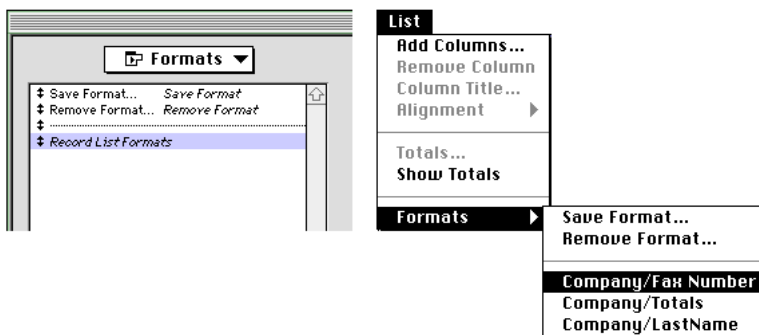 Formats
Save Format... Save Format
Remove Format... Remove Format
Record List Formats
List
Add Columns...
Remove Column
Column Title...
Alignment
Totals...
Show Totals
Formats
Save Format...
Remove Format...
Company/Fax Number
Company/Totals
Company/LastName